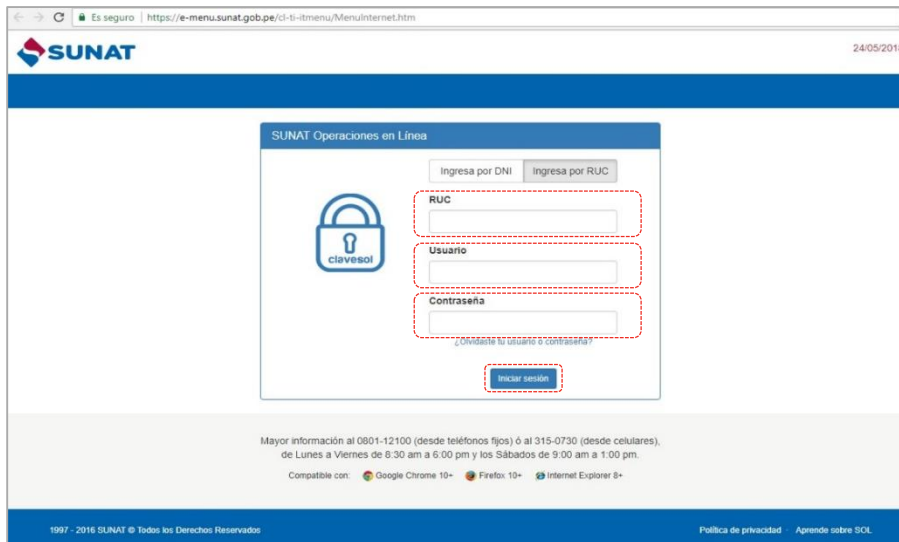 Es seguro | https://e-menu.sunat.gob.pe/cl-ti-itmenu/MenuInternet.htm
SUNAT
24/05/2018
SUNAT Operaciones en Línea
Ingresa por DNI Ingresa por RUC
RUC
clavesol
Usuario
Contraseña
¿Olvidaste tu usuario o contraseña?
Iniciar sesión
Mayor información al 0801-12100 (desde teléfonos fijos) ó al 315-0730 (desde celulares),
de Lunes a Viernes de 8:30 am a 6:00 pm y los Sábados de 9:00 am a 1:00 pm.
Compatible con: Google Chrome 10+ Firefox 10+ Internet Explorer 8+
1997 - 2016 SUNAT © Todos los Derechos Reservados
Política de privacidad - Aprende sobre SOL